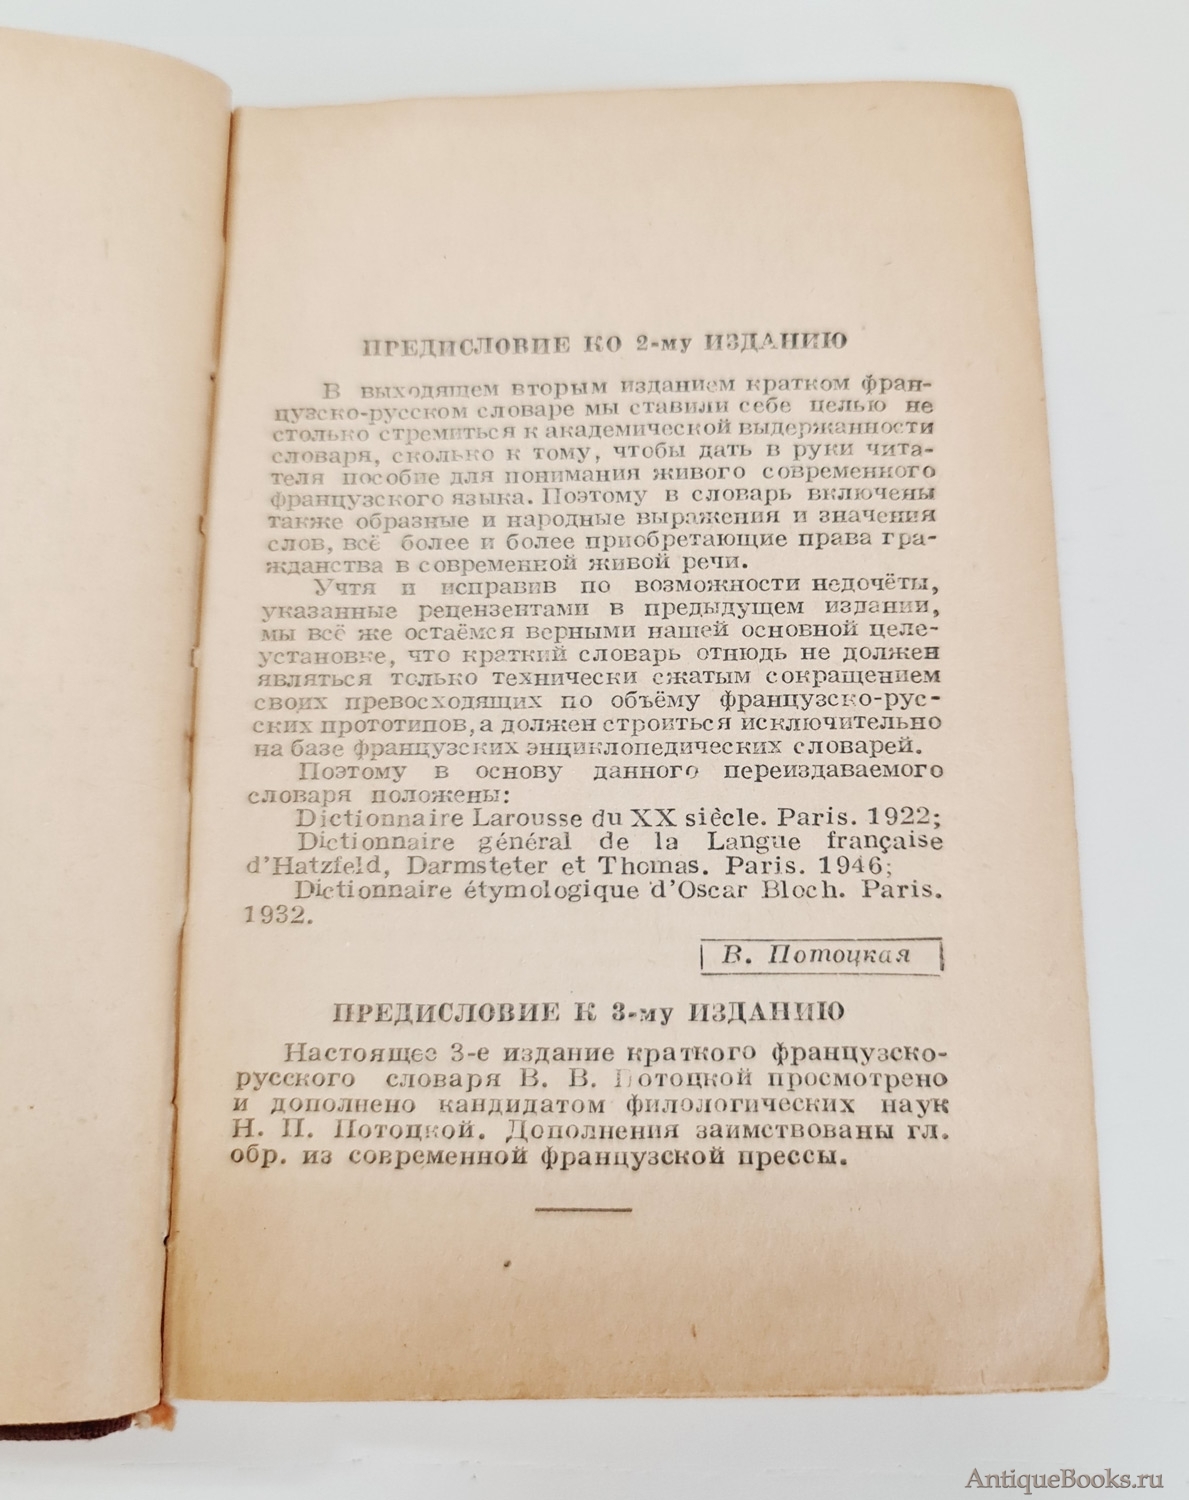 ПРЕДИСЛОВИЕ КО 2-му ИЗДАНИЮ
В выходящем вторым изданием кратком фран-
цузско-русском словаре мы ставили себе целью не
столько стремиться к академической выдержанности
словаря, сколько к тому, чтобы дать в руки чита-
теля пособие для понимания живого современного
французского языка. Поэтому в словарь включены
также образные и народные выражения и значения
слов, всё более и более приобретающие права гра-
жданства в современной живой речи.
Учтя и исправив по возможности недочёты,
указанные рецензентами в предыдущем издании,
мы всё же остаёмся верными нашей основной целе-
установке, что краткий словарь отнюдь не должен
являться только технически сжатым сокращением
своих превосходящих по объёму французско-рус-
ских прототипов, а должен строиться исключительно
на базе французских энциклопедических словарей.
Поэтому в основу данного переиздаваемого
словаря положены:
Dictionnaire Larousse du XX siècle. Paris. 1922;
Dictionnaire général de la Langue française
d'Hatzfeld, Darmsteter et Thomas. Paris. 1946;
Dictionnaire étymologique d'Oscar Bloch. Paris.
1932.
В. Потоцкая
ПРЕДИСЛОВИЕ К 3-му ИЗДАНИЮ
Настоящее 3-е издание краткого французско-
русского словаря В. В. Потоцкой просмотрено
и дополнено кандидатом филологических наук
Н. П. Потоцкой. Дополнения заимствованы гл.
обр. из современной французской прессы.
AntiqueBooks.ru